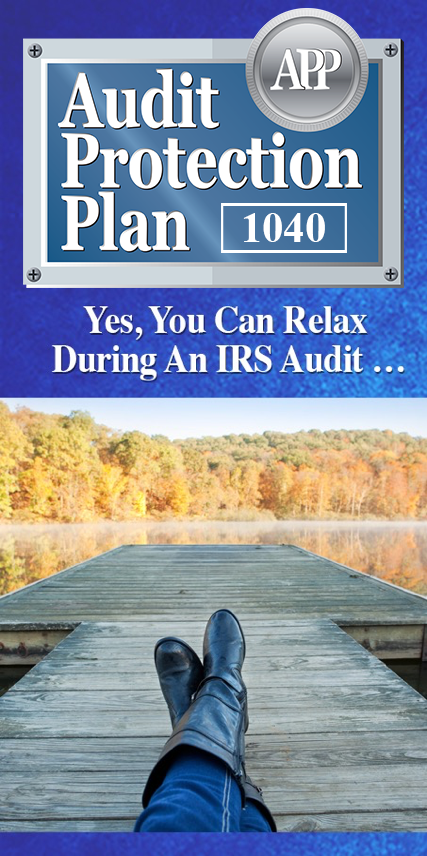 APP
Audit
Protection
Plan
1040
Yes, You Can Relax
During An IRS Audit ...